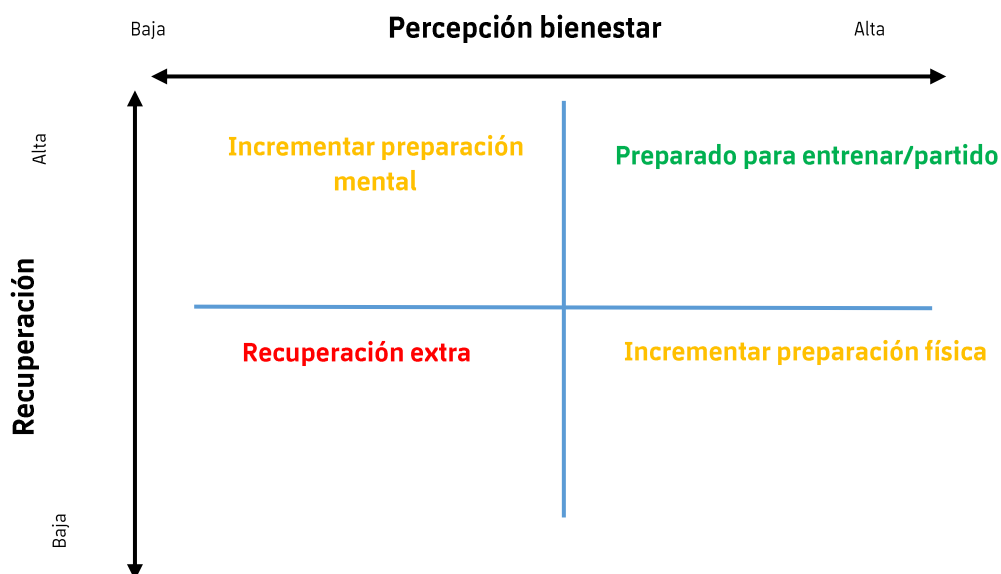 Percepción bienestar
Baja
Alta
Alta
Recuperación
Baja
Incrementar preparación
mental
Preparado para entrenar/partido
Recuperación extra
Incrementar preparación física